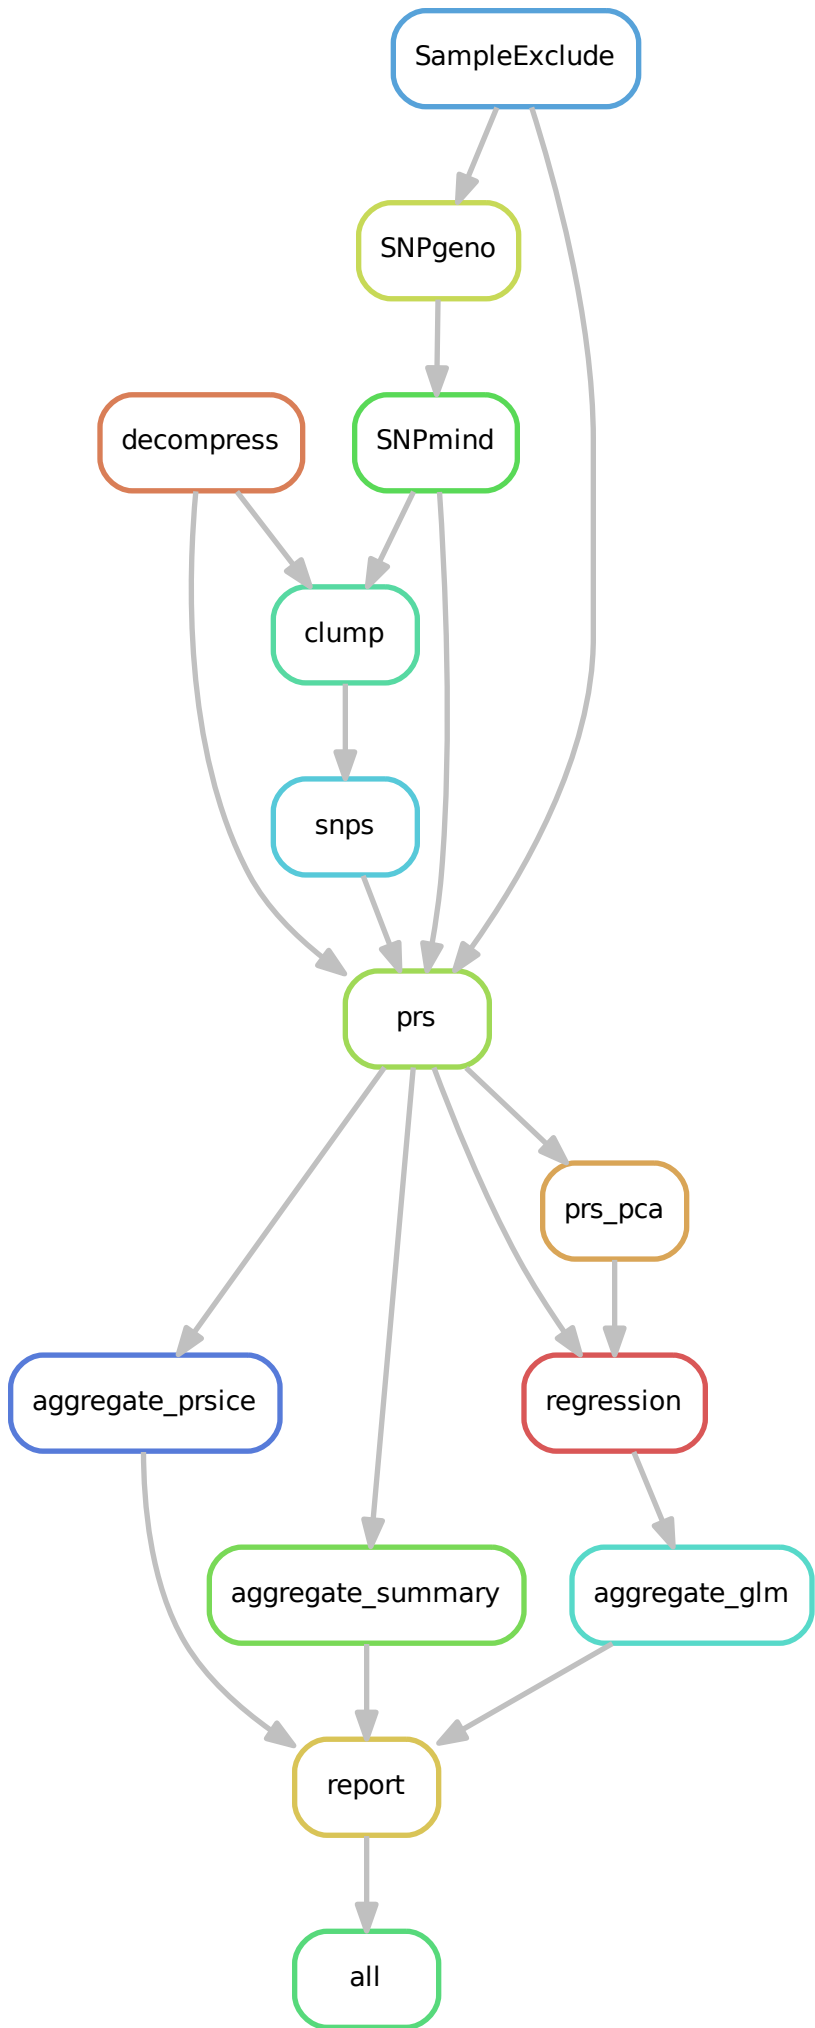 SampleExclude
SNPgeno
decompress
SNPmind
clump
snps
prs
prs_pca
aggregate_prsice
regression
aggregate_summary
aggregate_glm
report
all